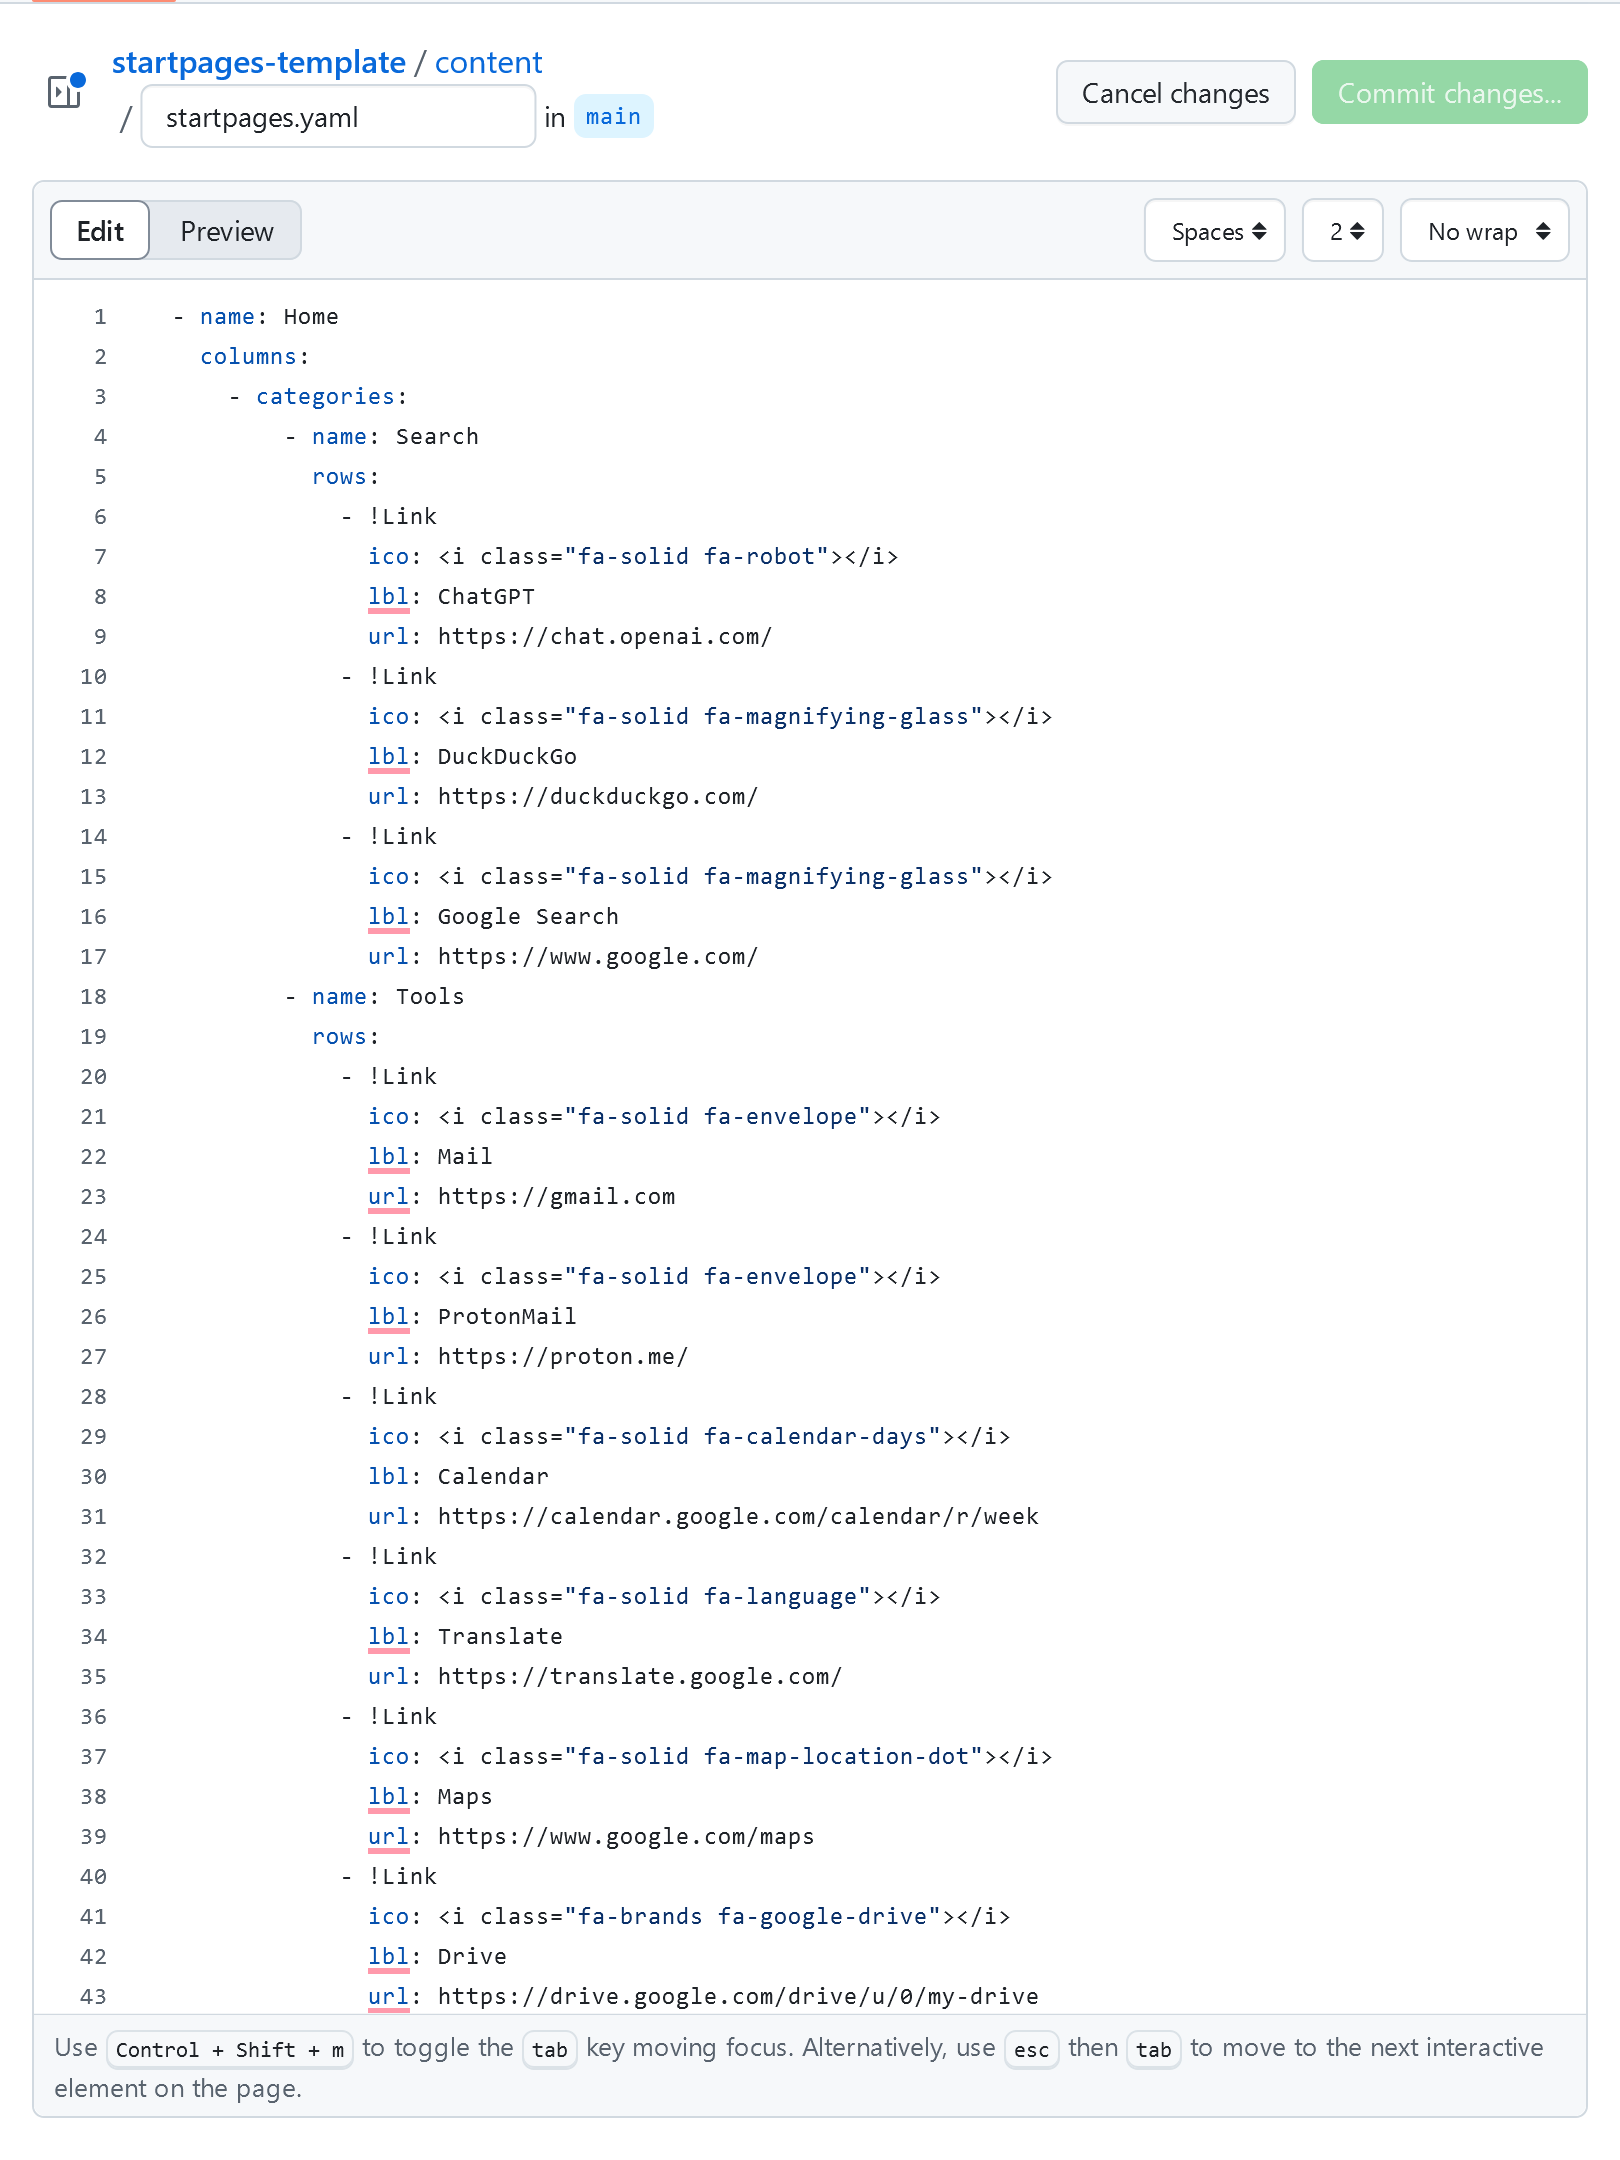 startpages-template / content
/ startpages.yaml in main
Cancel changes
Commit changes...
Edit
Preview
Spaces
2
No wrap
1 - name: Home
2 columns:
3 - categories:
4 - name: Search
5 rows:
6 - !Link
7 ico: <i class="fa-solid fa-robot"></i>
8 lbl: ChatGPT
9 url: https://chat.openai.com/
10 - !Link
11 ico: <i class="fa-solid fa-magnifying-glass"></i>
12 lbl: DuckDuckGo
13 url: https://duckduckgo.com/
14 - !Link
15 ico: <i class="fa-solid fa-magnifying-glass"></i>
16 lbl: Google Search
17 url: https://www.google.com/
18 - name: Tools
19 rows:
20 - !Link
21 ico: <i class="fa-solid fa-envelope"></i>
22 lbl: Mail
23 url: https://gmail.com
24 - !Link
25 ico: <i class="fa-solid fa-envelope"></i>
26 lbl: ProtonMail
27 url: https://proton.me/
28 - !Link
29 ico: <i class="fa-solid fa-calendar-days"></i>
30 lbl: Calendar
31 url: https://calendar.google.com/calendar/r/week
32 - !Link
33 ico: <i class="fa-solid fa-language"></i>
34 lbl: Translate
35 url: https://translate.google.com/
36 - !Link
37 ico: <i class="fa-solid fa-map-location-dot"></i>
38 lbl: Maps
39 url: https://www.google.com/maps
40 - !Link
41 ico: <i class="fa-brands fa-google-drive"></i>
42 lbl: Drive
43 url: https://drive.google.com/drive/u/0/my-drive
Use Control + Shift + m to toggle the tab key moving focus. Alternatively, use esc then tab to move to the next interactive
element on the page.